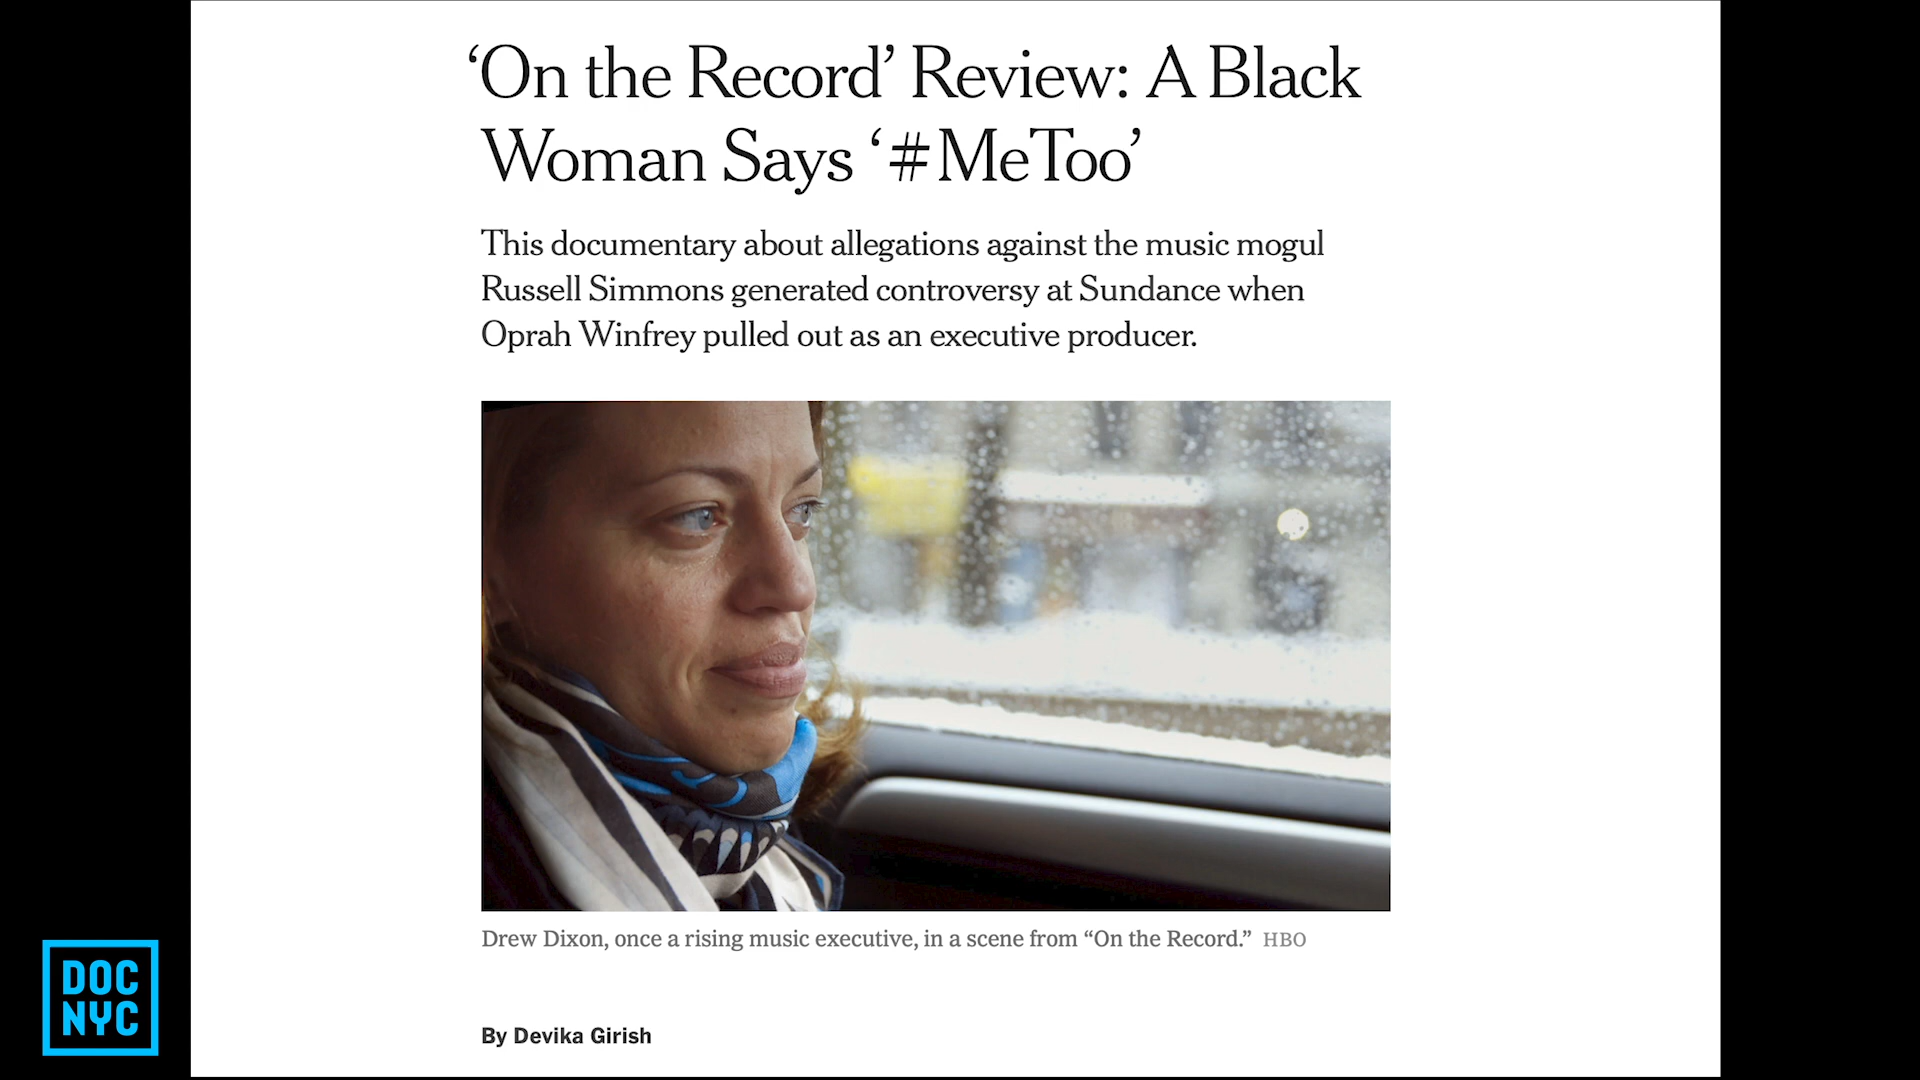 ‘On the Record’ Review: A Black
Woman Says ‘#MeToo’
This documentary about allegations against the music mogul
Russell Simmons generated controversy at Sundance when
Oprah Winfrey pulled out as an executive producer.
Drew Dixon, once a rising music executive, in a scene from “On the Record.” HBO
By Devika Girish
DOC
NYC